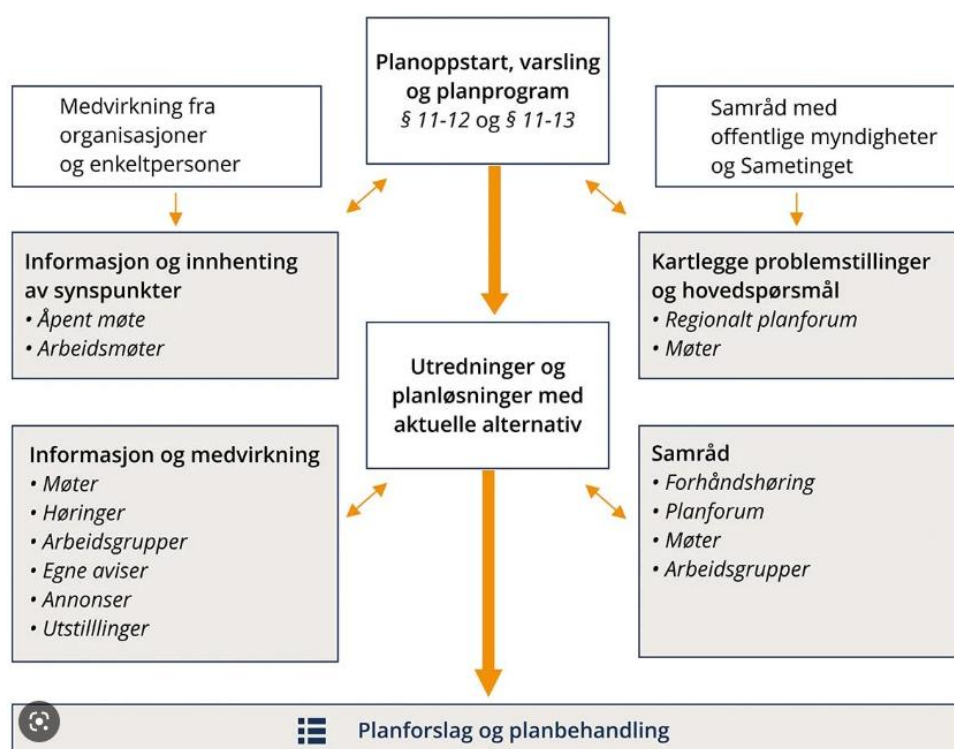 Planoppstart, varsling
og planprogram
§ 11-12 og § 11-13
Medvirkning fra
organisasjoner
og enkeltpersoner
Samråd med
offentlige myndigheter
og Sametinget
Informasjon og innhenting
av synspunkter
• Åpent møte
• Arbeidsmøter
Kartlegge problemstillinger
og hovedspørsmål
• Regionalt planforum
• Møter
Utredninger og
planløsninger med
aktuelle alternativ
Informasjon og medvirkning
• Møter
• Høringer
• Arbeidsgrupper
• Egne aviser
• Annonser
• Utstilllinger
Samråd
• Forhåndshøring
• Planforum
• Møter
• Arbeidsgrupper
Planforslag og planbehandling